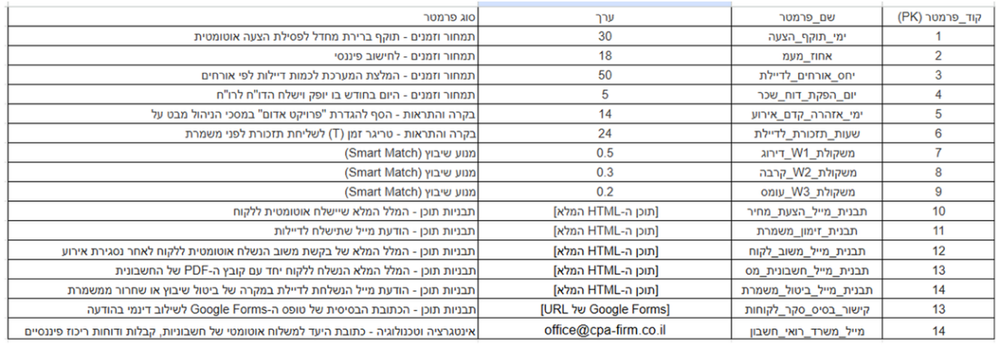 קוד_פרמטר (PK) שם_פרמטר ערך סוג פרמטר
1 ימי_תוקף_הצעה 30 תמחור וזמנים - תוקף ברירת מחדל לפסילת הצעה אוטומטית
2 אחוז_מעמ 18 תמחור וזמנים - לחישוב פיננסי
3 יחס_אורחים_לדיילת 50 תמחור וזמנים - המלצת המערכת לכמות דיילות לפי אורחים
4 יום_הפקת_דוח_שכר 5 תמחור וזמנים - היום בחודש בו יופק וישלח הדו"ח לרו"ח
5 ימי_אזהרה_קדם_אירוע 14 בקרה והתראות - הסף להגדרת "פרויקט אדום" במסכי הניהול מבט על
6 שעות_תזכורת_לדיילת 24 בקרה והתראות - טריגר זמן (T) לשליחת תזכורת לפני משמרת
7 משקולת_W1_דירוג 0.5 מנוע שיבוץ (Smart Match)
8 משקולת_W2_קרבה 0.3 מנוע שיבוץ (Smart Match)
9 משקולת_W3_עומס 0.2 מנוע שיבוץ (Smart Match)
10 תבנית_מייל_הצעת_מחיר [תוכן ה-HTML המלא] תבניות תוכן - המלל המלא שיישלח אוטומטית ללקוח
11 תבנית_זימון_משמרת [תוכן ה-HTML המלא] תבניות תוכן - הודעת מייל שתישלח לדיילות
12 תבנית_מייל_משוב_לקוח [תוכן ה-HTML המלא] תבניות תוכן - המלל המלא של בקשת משוב הנשלח אוטומטית ללקוח לאחר נסגירת אירוע
13 תבנית_מייל_חשבונית_מס [תוכן ה-HTML המלא] תבניות תוכן - המלל המלא הנשלח ללקוח יחד עם קובץ ה-PDF של החשבונית
14 תבנית_מייל_ביטול_משמרת [תוכן ה-HTML המלא] תבניות תוכן - הודעת מייל הנשלחת לדיילת במקרה של ביטול שיבוץ או שחרור ממשמרת
13 קישור_בסיס_סקר_לקוחות [URL של Google Forms] תבניות תוכן - הכתובת הבסיסית של טופס ה-Google Forms לשילוב דינמי בהודעה
14 מייל_משרד_רואי_חשבון office@cpa-firm.co.il אינטגרציה וטכנולוגיה - כתובת היעד למשלוח אוטומטי של חשבוניות, קבלות ודוחות ריכוז פיננסיים